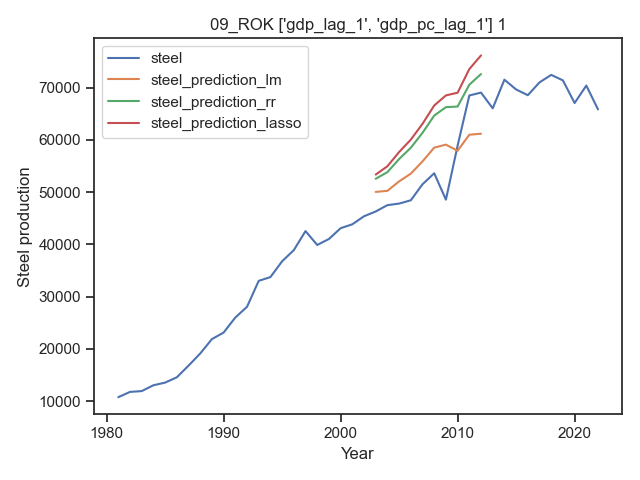 09_ROK ['gdp_lag_1', 'gdp_pc_lag_1'] 1
steel
steel_prediction_lm
steel_prediction_rr
steel_prediction_lasso
Steel production
70000
60000
50000
40000
30000
20000
10000
1980 1990 2000 2010 2020
Year